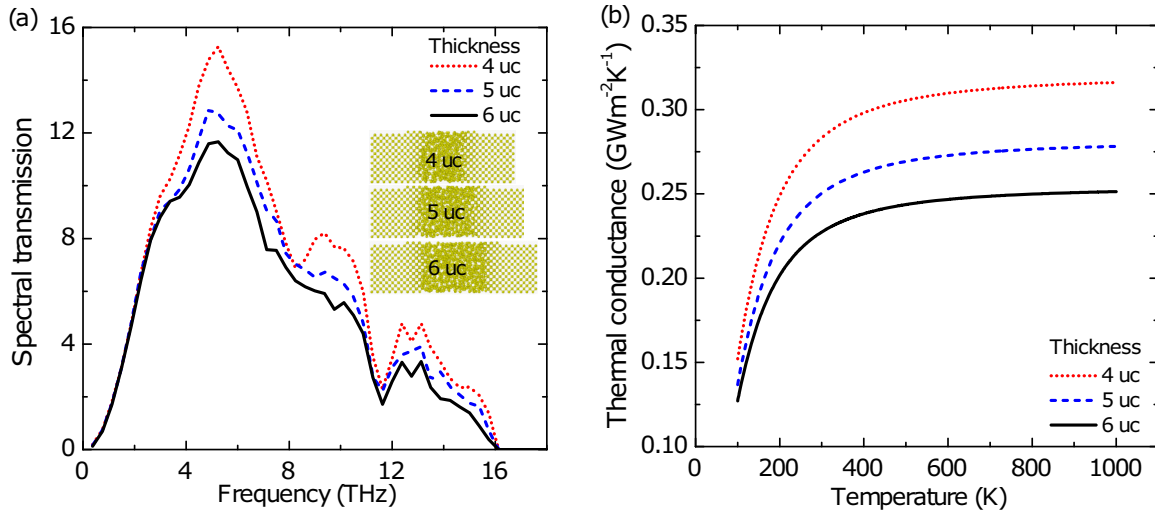 (a)
16
12
8
4
0
Spectral transmission
0 4 8 12 16
Frequency (THz)
Thickness
4 uc
5 uc
6 uc
4 uc
5 uc
6 uc
(b)
0.35
0.30
0.25
0.20
0.15
0.10
Thermal conductance (GWm⁻²K⁻¹)
0 200 400 600 800 1000
Temperature (K)
Thickness
4 uc
5 uc
6 uc